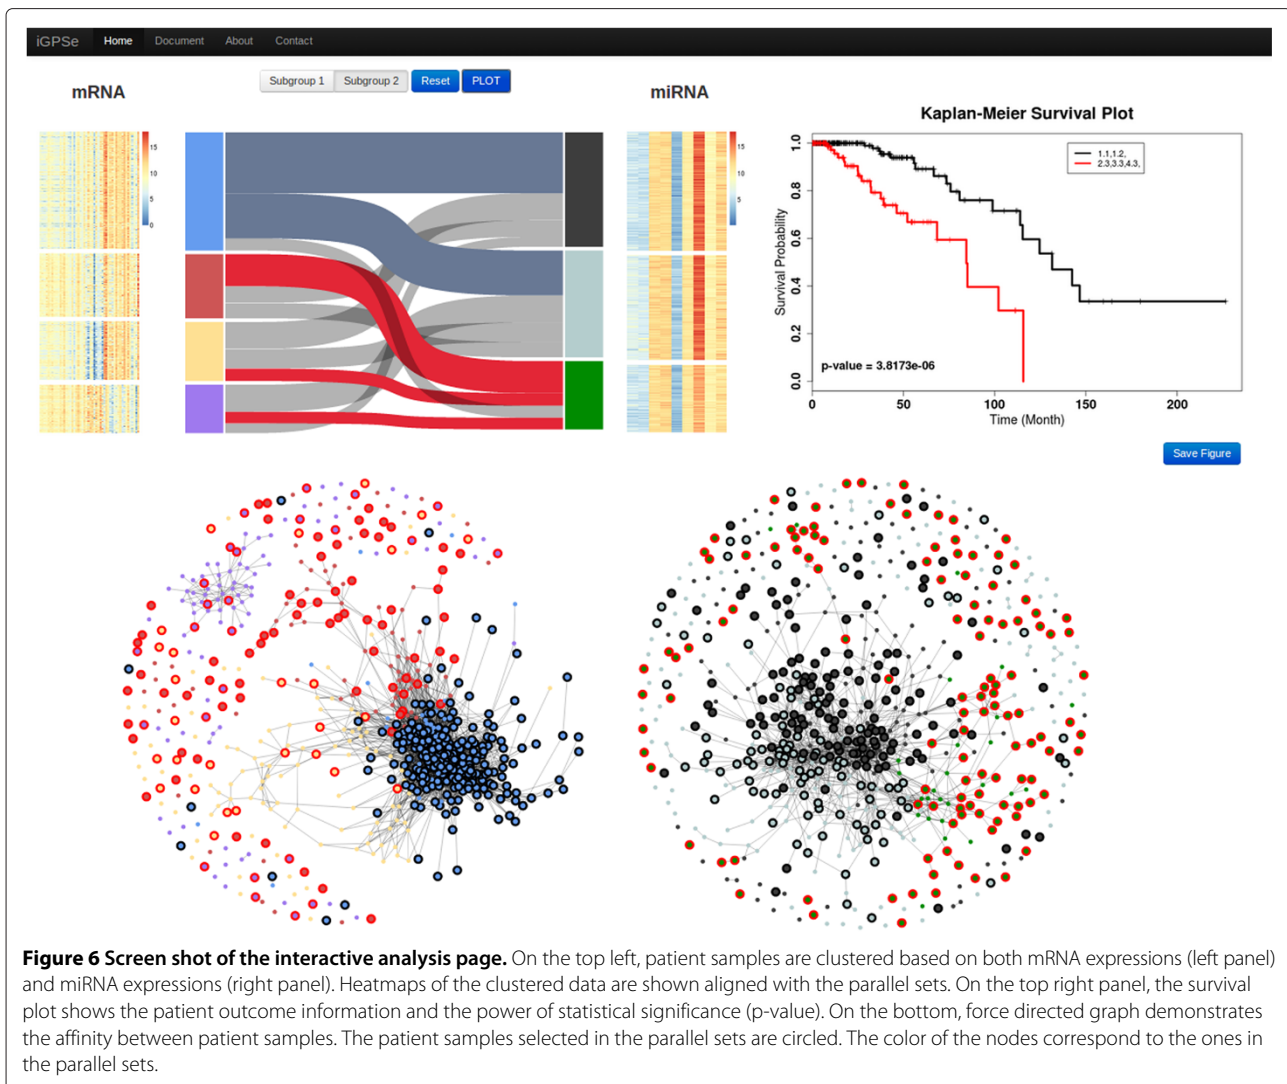 iGPSe Home Document About Contact
Subgroup 1 Subgroup 2 Reset PLOT
mRNA
miRNA
15
10
5
0
15
10
5
Kaplan-Meier Survival Plot
1.1,1.2,
2.3,3.3,4.3,
Survival Probability
1.0
0.8
0.6
0.4
0.2
0.0
p-value = 3.8173e-06
0 50 100 150 200
Time (Month)
Save Figure
Figure 6 Screen shot of the interactive analysis page. On the top left, patient samples are clustered based on both mRNA expressions (left panel)
and miRNA expressions (right panel). Heatmaps of the clustered data are shown aligned with the parallel sets. On the top right panel, the survival
plot shows the patient outcome information and the power of statistical significance (p-value). On the bottom, force directed graph demonstrates
the affinity between patient samples. The patient samples selected in the parallel sets are circled. The color of the nodes correspond to the ones in
the parallel sets.